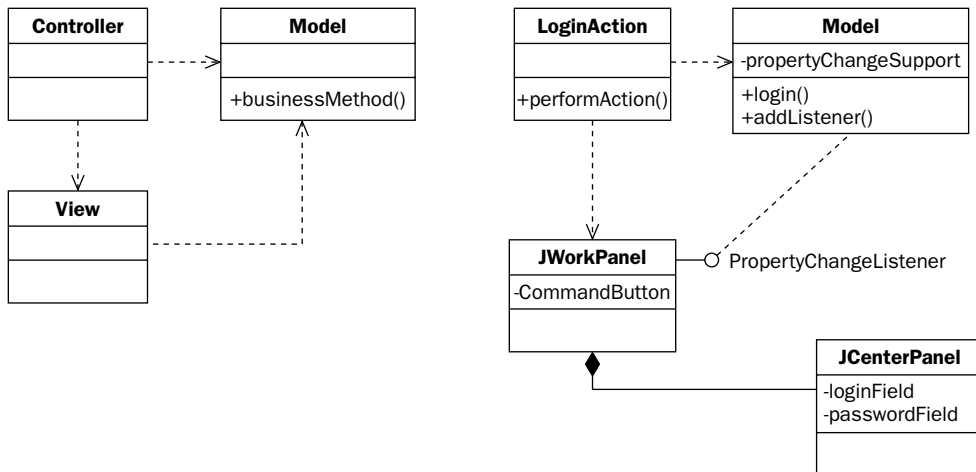 Controller
Model
+businessMethod()
View
LoginAction
+performAction()
Model
-propertyChangeSupport
+login()
+addListener()
JWorkPanel
-CommandButton
PropertyChangeListener
JCenterPanel
-loginField
-passwordField